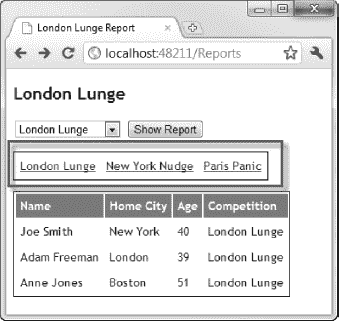 London Lunge Report
localhost:48211/Reports
London Lunge
London Lunge Show Report
London Lunge New York Nudge Paris Panic
Name Home City Age Competition
Joe Smith New York 40 London Lunge
Adam Freeman London 39 London Lunge
Anne Jones Boston 51 London Lunge